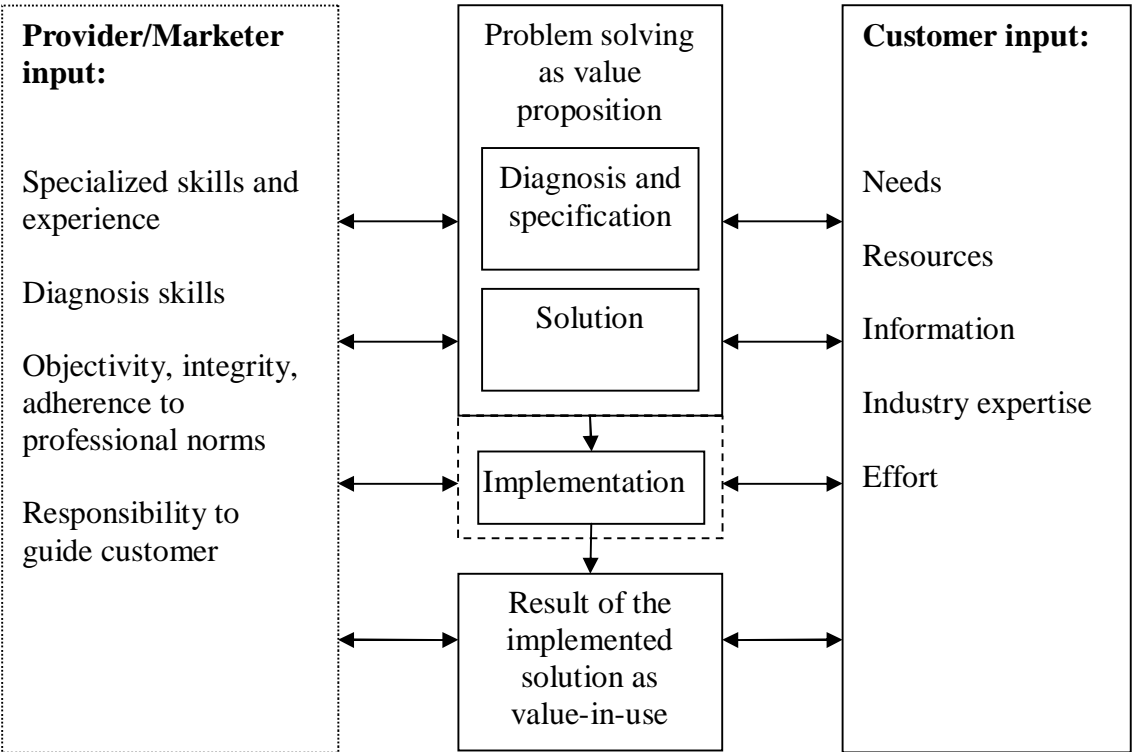 Provider/Marketer
input:
Specialized skills and
experience
Diagnosis skills
Objectivity, integrity,
adherence to
professional norms
Responsibility to
guide customer
Problem solving
as value
proposition
Diagnosis and
specification
Solution
Implementation
Result of the
implemented
solution as
value-in-use
Customer input:
Needs
Resources
Information
Industry expertise
Effort